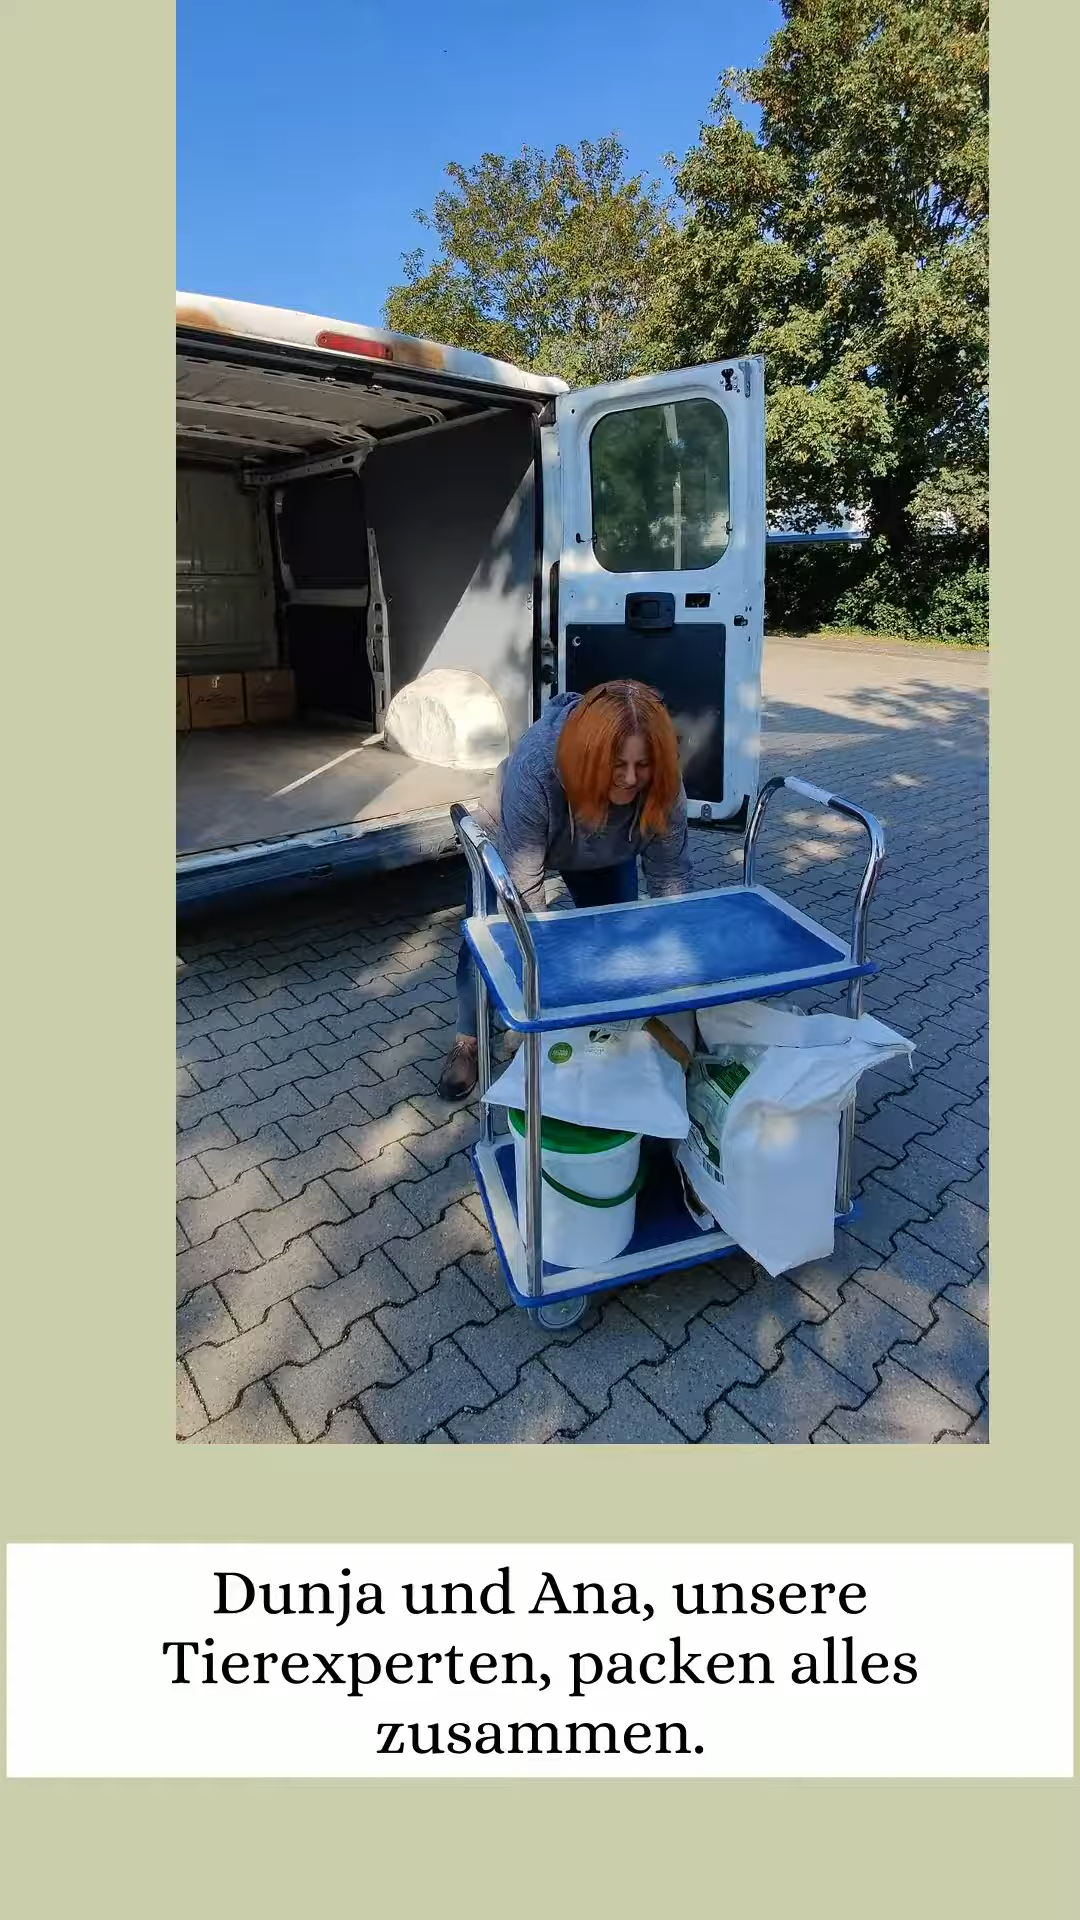 Dunja und Ana, unsere
Tierexperten, packen alles
zusammen.